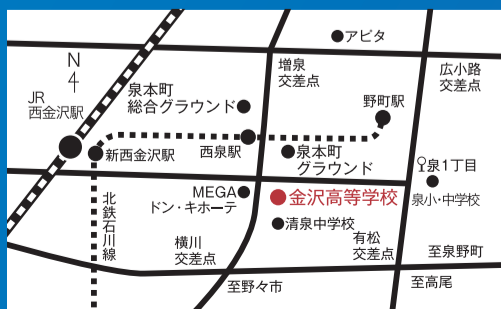 アピタ
N
増泉
交差点
広小路
交差点
JR
西金沢駅
泉本町
総合グラウンド
野町駅
新西金沢駅
西泉駅
泉本町
グラウンド
泉1丁目
泉小・中学校
北鉄石川線
MEGA
ドン・キホーテ
金沢高等学校
清泉中学校
横川
交差点
有松
交差点
至泉野町
至野々市
至高尾